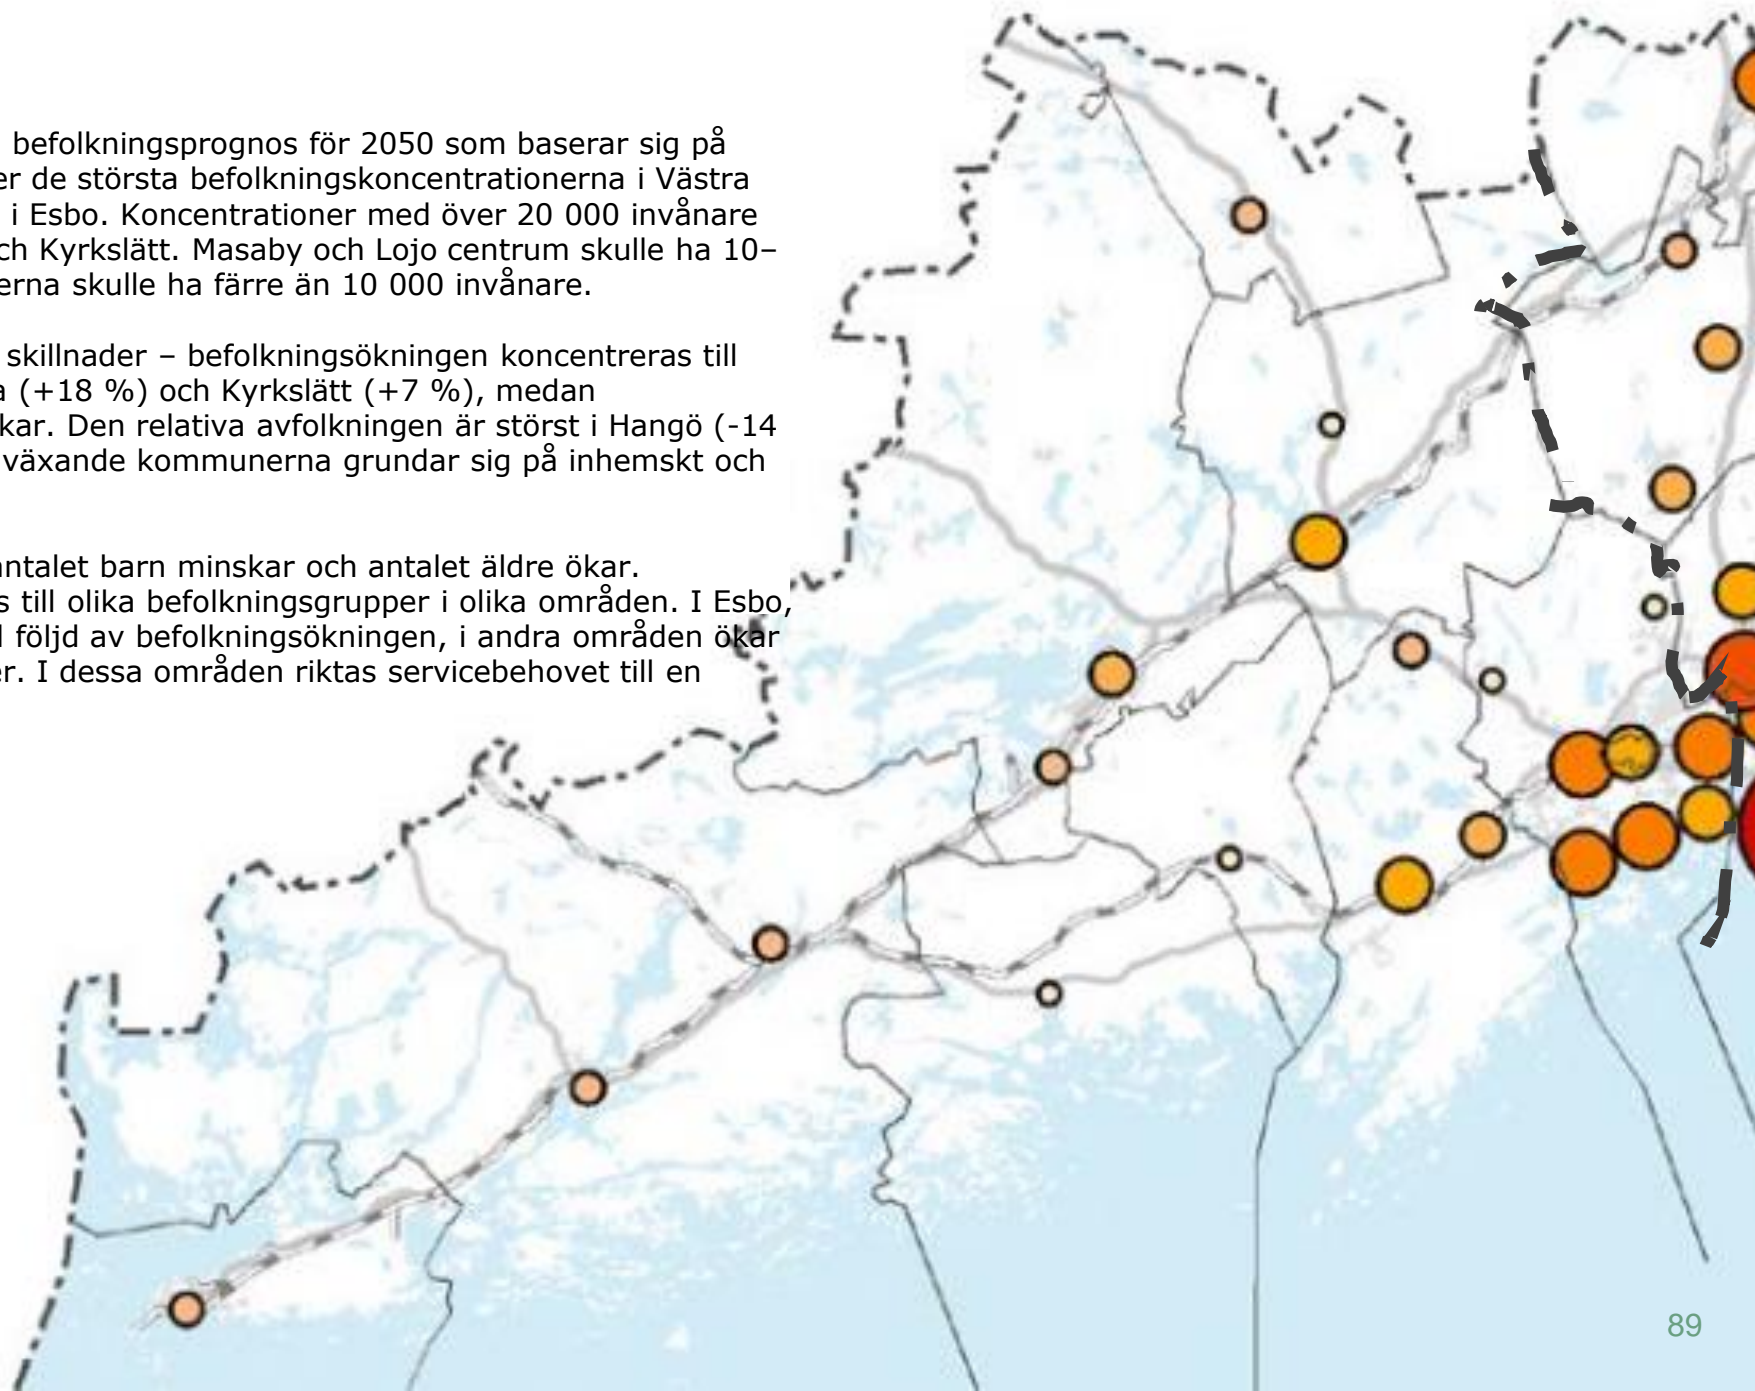 befolkningsprognos för 2050 som baserar sig på
er de största befolkningskoncentrationerna i Västra
i Esbo. Koncentrationer med över 20 000 invånare
ch Kyrkslätt. Masaby och Lojo centrum skulle ha 10–
erna skulle ha färre än 10 000 invånare.
skillnader – befolkningsökningen koncentreras till
a (+18 %) och Kyrkslätt (+7 %), medan
kar. Den relativa avfolkningen är störst i Hangö (-14
växande kommunerna grundar sig på inhemskt och
antalet barn minskar och antalet äldre ökar.
s till olika befolkningsgrupper i olika områden. I Esbo,
l följd av befolkningsökningen, i andra områden ökar
er. I dessa områden riktas servicebehovet till en
89